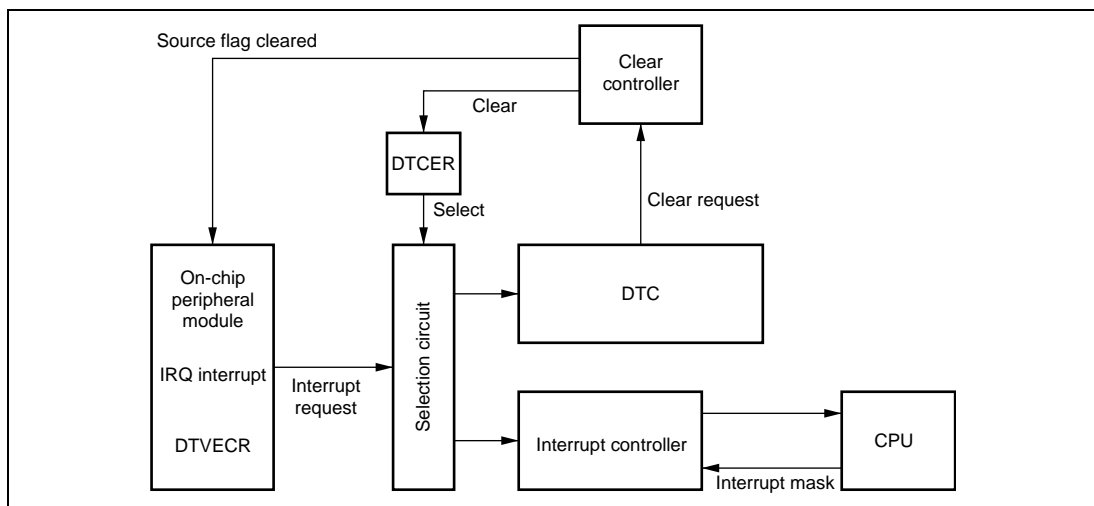 Source flag cleared
Clear
controller
Clear
DTCER
Select
Clear request
On-chip
peripheral
module
IRQ interrupt
DTVECR
Interrupt
request
Selection circuit
DTC
Interrupt controller
CPU
Interrupt mask